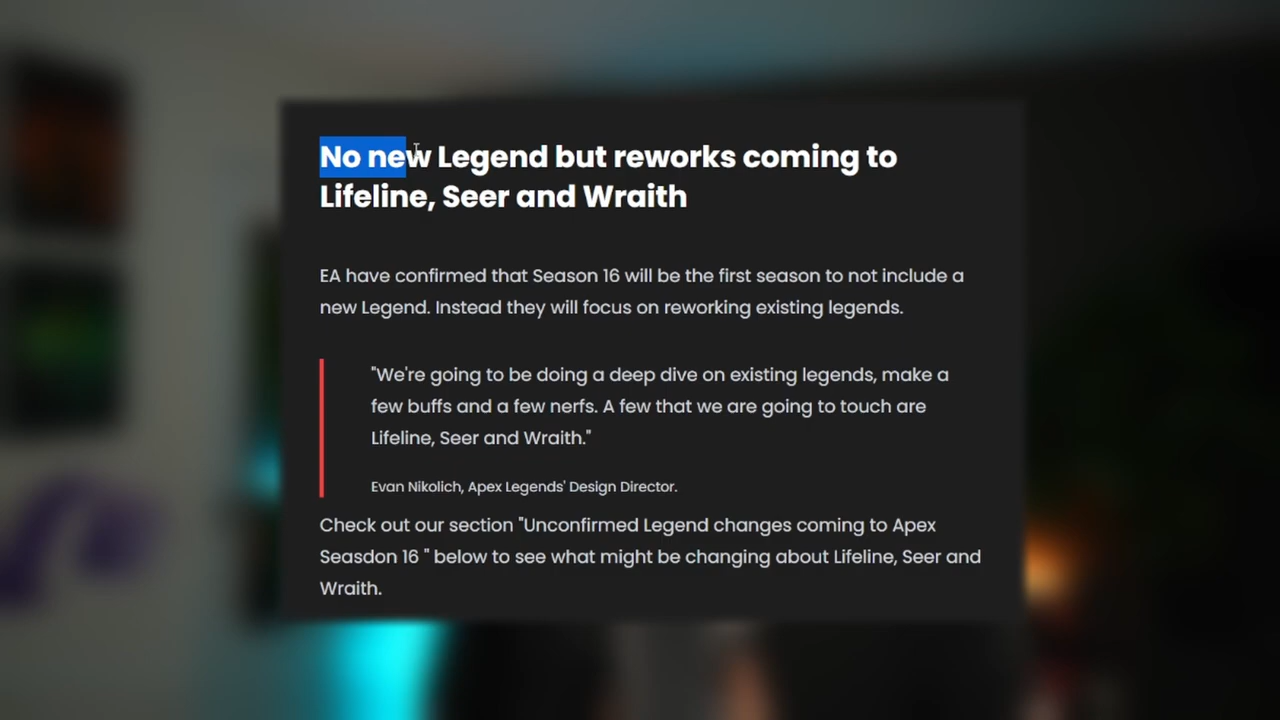 No new Legend but reworks coming to
Lifeline, Seer and Wraith
EA have confirmed that Season 16 will be the first season to not include a
new Legend. Instead they will focus on reworking existing legends.
"We're going to be doing a deep dive on existing legends, make a
few buffs and a few nerfs. A few that we are going to touch are
Lifeline, Seer and Wraith."
Evan Nikolich, Apex Legends' Design Director.
Check out our section "Unconfirmed Legend changes coming to Apex
Seasdon 16 " below to see what might be changing about Lifeline, Seer and
Wraith.